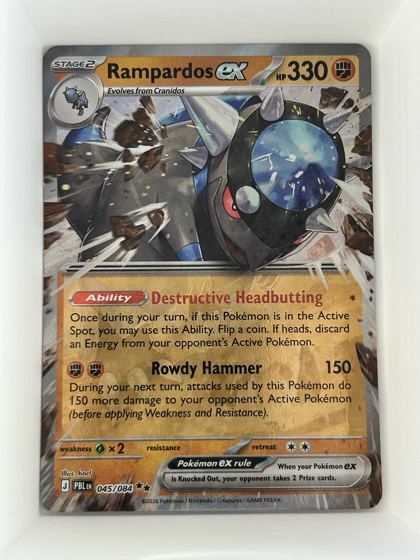 STAGE2
Rampardos ex HP 330
Evolves from Cranidos
Ability Destructive Headbutting
Once during your turn, if this Pokémon is in the Active
Spot, you may use this Ability. Flip a coin. If heads, discard
an Energy from your opponent's Active Pokémon.
Rowdy Hammer 150
During your next turn, attacks used by this Pokémon do
150 more damage to your opponent's Active Pokémon
(before applying Weakness and Resistance).
weakness ×2 resistance retreat
Illus. hncl
Pokémon ex rule
When your Pokémon ex
is Knocked Out, your opponent takes 2 Prize cards.
J PBL EN 045/084
©2026 Pokémon / Nintendo / Creatures / GAME FREAK